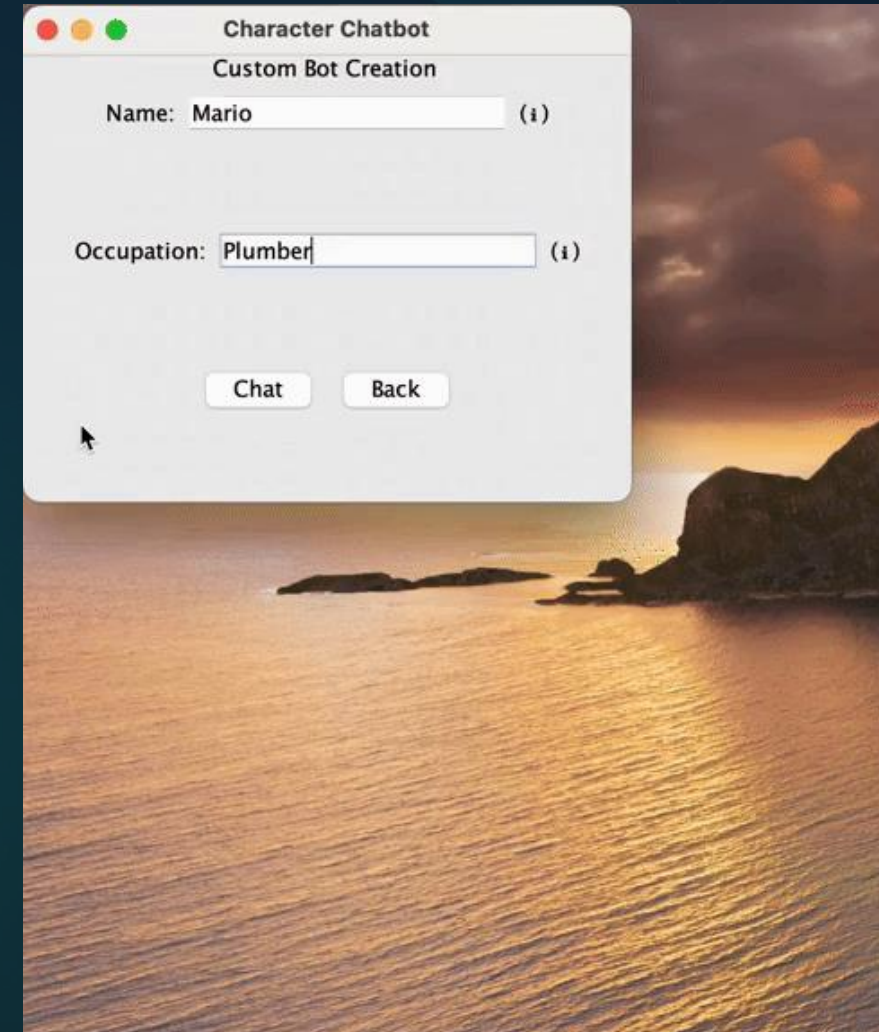 Character Chatbot
Custom Bot Creation
Name: Mario (i)
Occupation: Plumber (i)
Chat Back